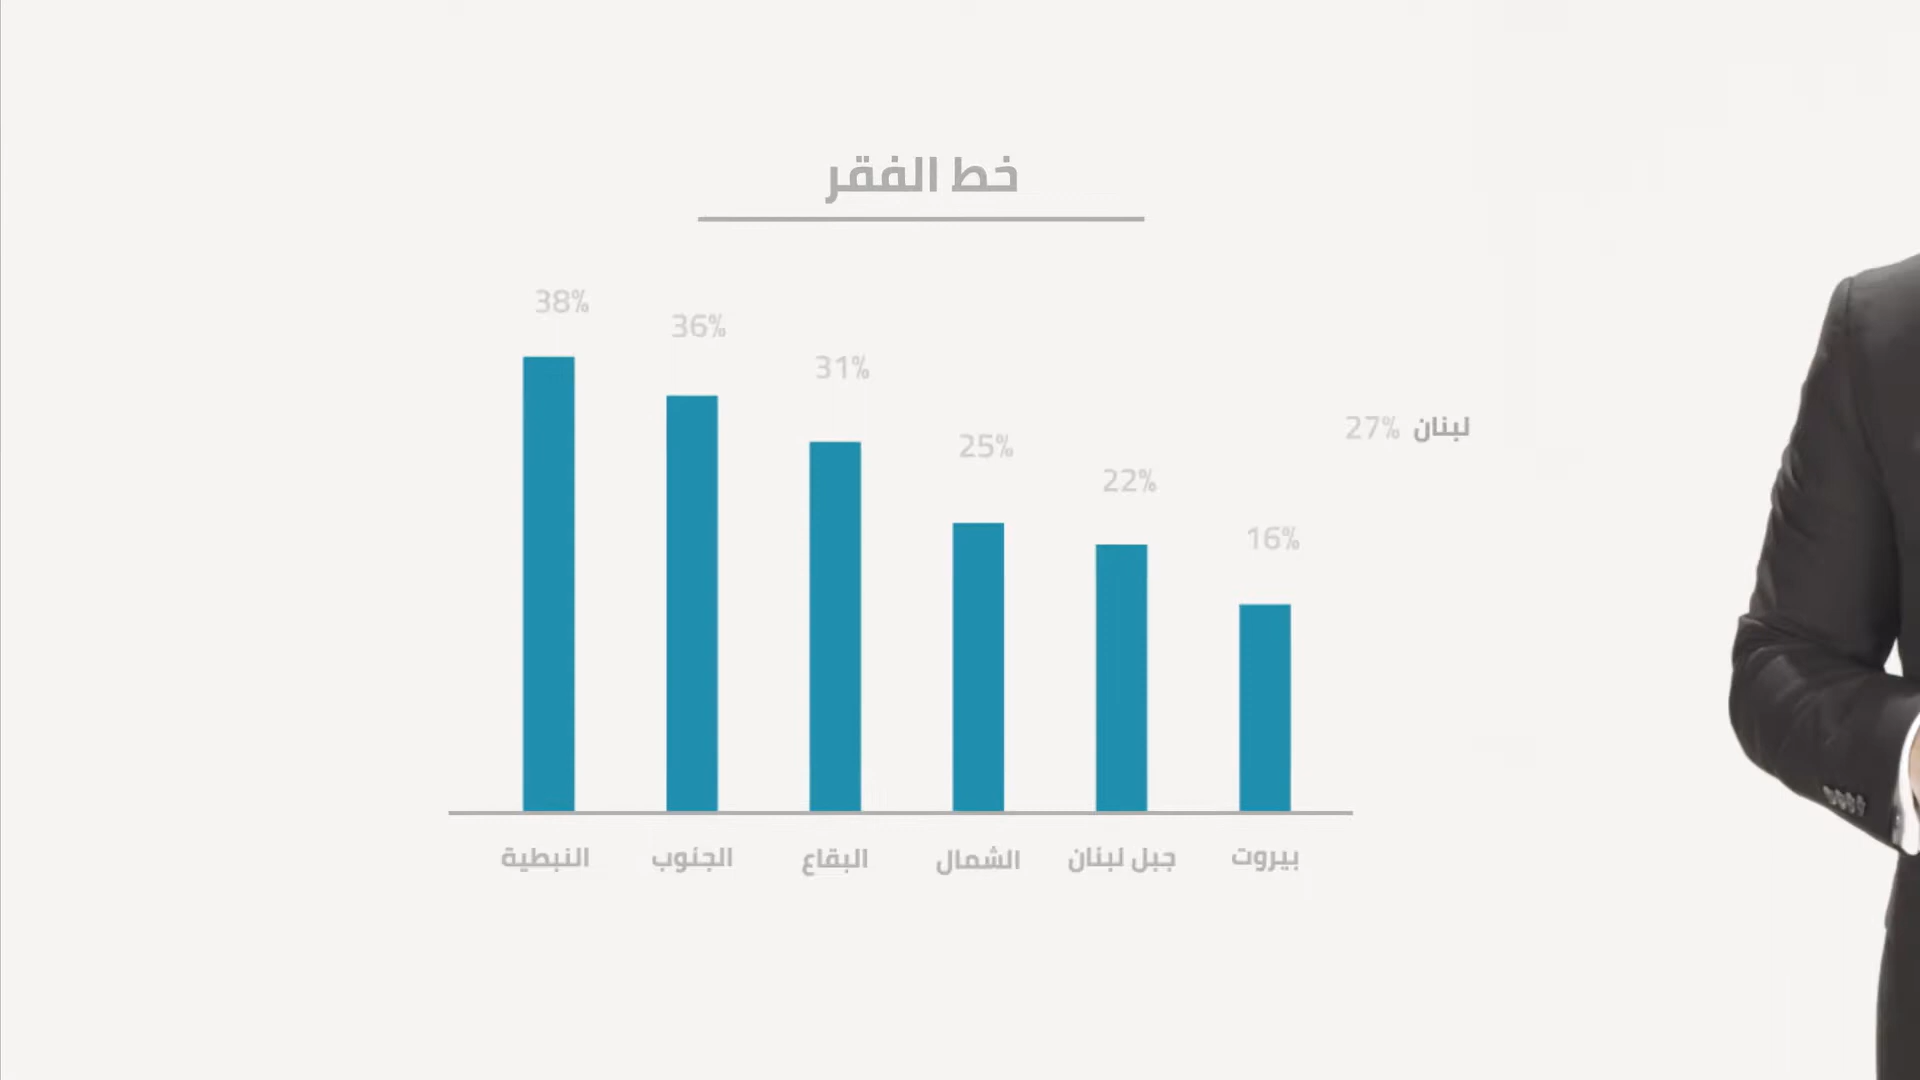 خط الفقر
38%
36%
31%
25%
22%
16%
لبنان 27%
النبطية
الجنوب
البقاع
الشمال
جبل لبنان
بيروت